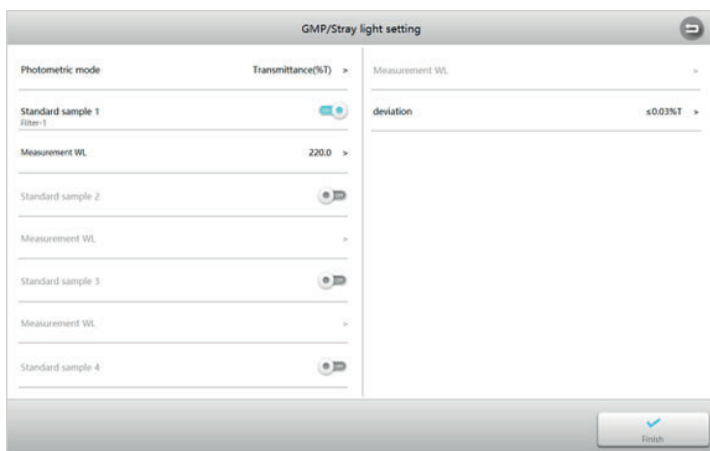 GMP/Stray light setting
Photometric mode Transmittance(%T) >
Standard sample 1
Filter-1
Measurement WL 220.0 >
Standard sample 2
Measurement WL >
Standard sample 3
Measurement WL >
Standard sample 4
Measurement WL >
deviation ≤0.03%T >
Finish